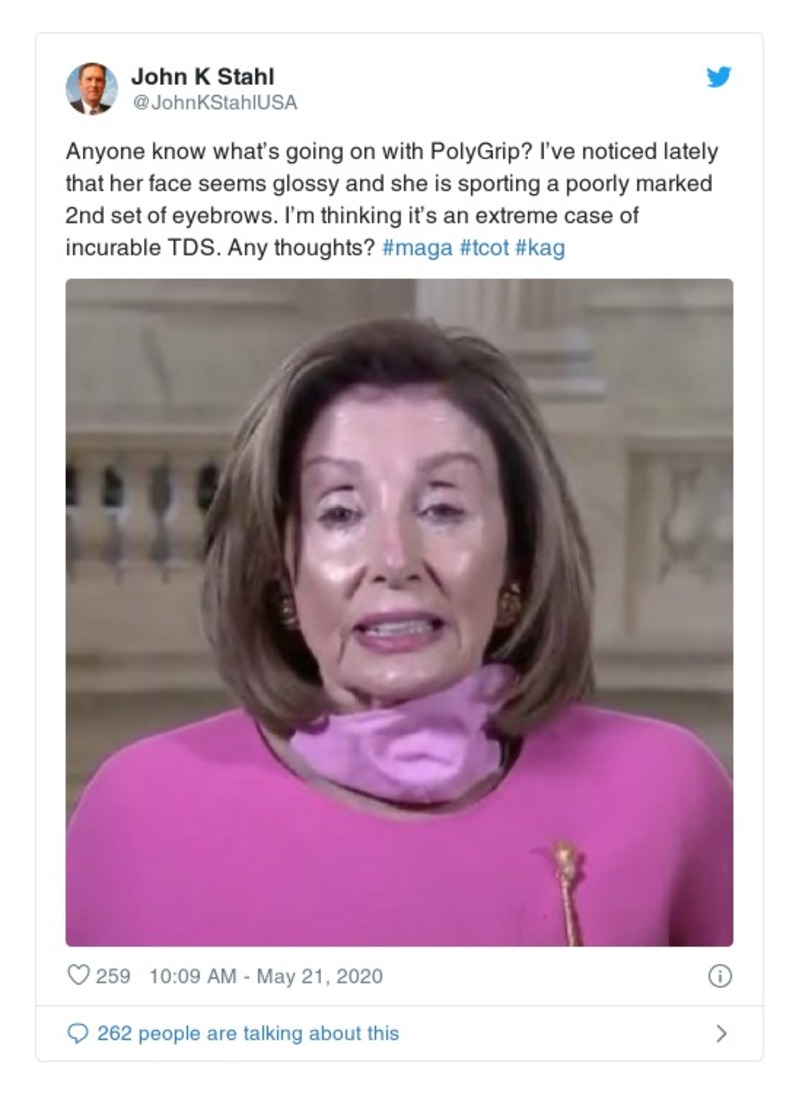 John K Stahl
@JohnKStahlUSA
Anyone know what’s going on with PolyGrip? I’ve noticed lately
that her face seems glossy and she is sporting a poorly marked
2nd set of eyebrows. I’m thinking it’s an extreme case of
incurable TDS. Any thoughts? #maga #tcot #kag
259 10:09 AM - May 21, 2020
262 people are talking about this